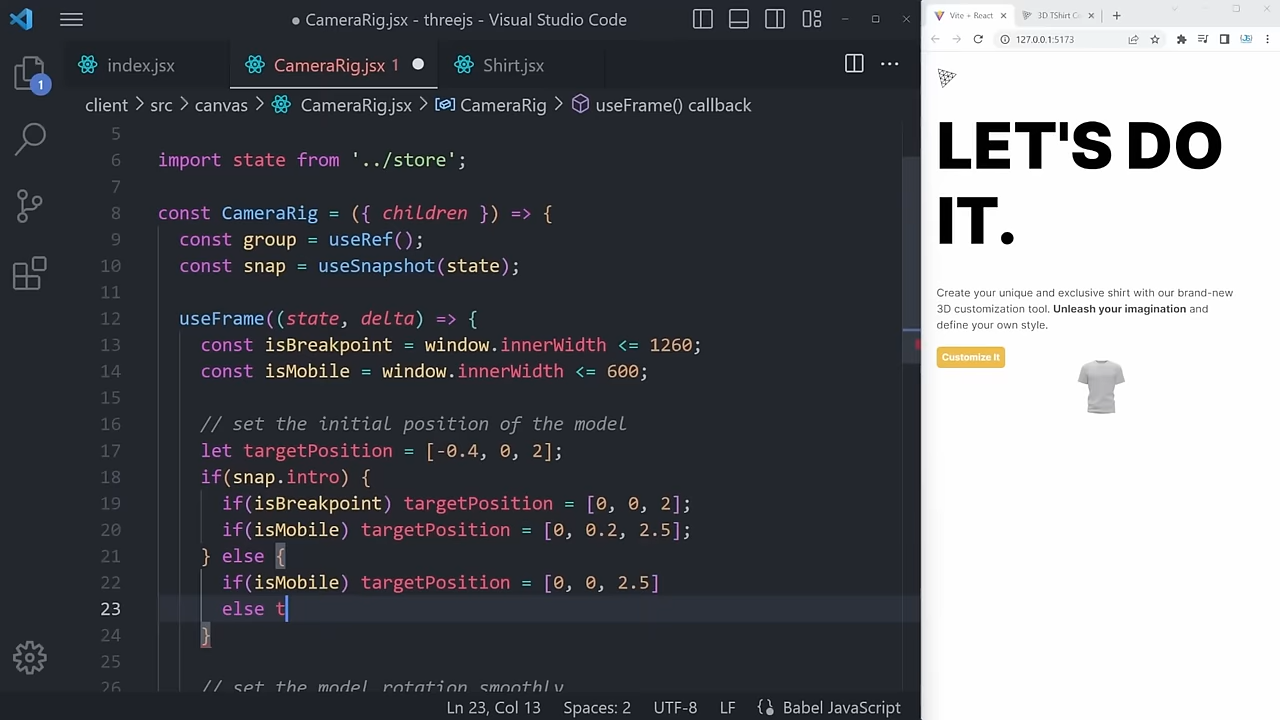 CameraRig.jsx - threejs - Visual Studio Code
index.jsx
CameraRig.jsx 1
Shirt.jsx
1
client > src > canvas > CameraRig.jsx > CameraRig > useFrame() callback
5
6 import state from '../store';
7
8 const CameraRig = ({ children }) => {
9 const group = useRef();
10 const snap = useSnapshot(state);
11
12 useFrame((state, delta) => {
13 const isBreakpoint = window.innerWidth <= 1260;
14 const isMobile = window.innerWidth <= 600;
15
16 // set the initial position of the model
17 let targetPosition = [-0.4, 0, 2];
18 if(snap.intro) {
19 if(isBreakpoint) targetPosition = [0, 0, 2];
20 if(isMobile) targetPosition = [0, 0.2, 2.5];
21 } else {
22 if(isMobile) targetPosition = [0, 0, 2.5]
23 else t
24 }
25
26 // set the model rotation smoothly
Ln 23, Col 13
Spaces: 2
UTF-8
LF
Babel JavaScript
Vite + React
3D TShirt
127.0.0.1:5173
LET'S DO
IT.
Create your unique and exclusive shirt with our brand-new
3D customization tool. Unleash your imagination and
define your own style.
Customize It